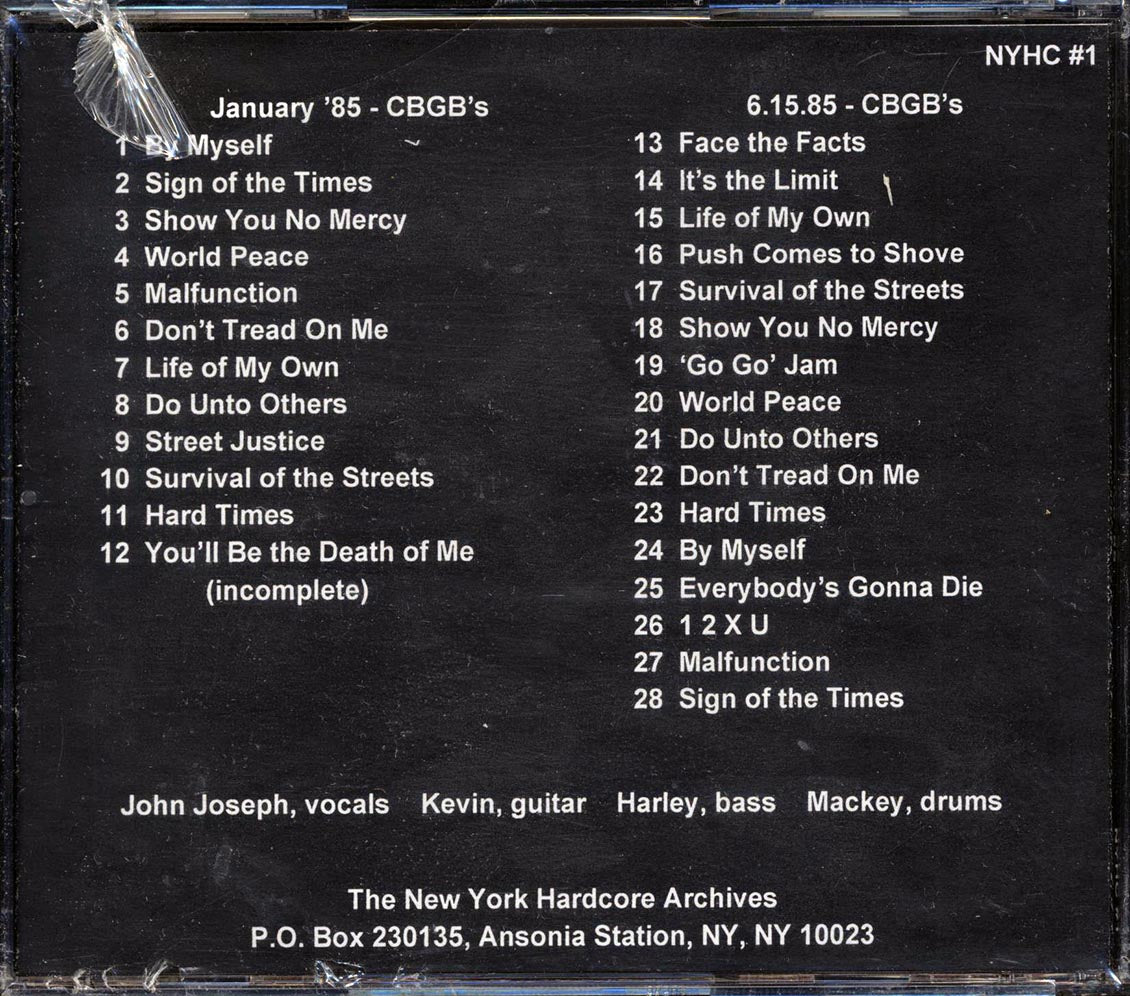 NYHC #1
January '85 - CBGB's
1 By Myself
2 Sign of the Times
3 Show You No Mercy
4 World Peace
5 Malfunction
6 Don't Tread On Me
7 Life of My Own
8 Do Unto Others
9 Street Justice
10 Survival of the Streets
11 Hard Times
12 You'll Be the Death of Me
(incomplete)
6.15.85 - CBGB's
13 Face the Facts
14 It's the Limit
15 Life of My Own
16 Push Comes to Shove
17 Survival of the Streets
18 Show You No Mercy
19 'Go Go' Jam
20 World Peace
21 Do Unto Others
22 Don't Tread On Me
23 Hard Times
24 By Myself
25 Everybody's Gonna Die
26 1 2 X U
27 Malfunction
28 Sign of the Times
John Joseph, vocals Kevin, guitar Harley, bass Mackey, drums
The New York Hardcore Archives
P.O. Box 230135, Ansonia Station, NY, NY 10023